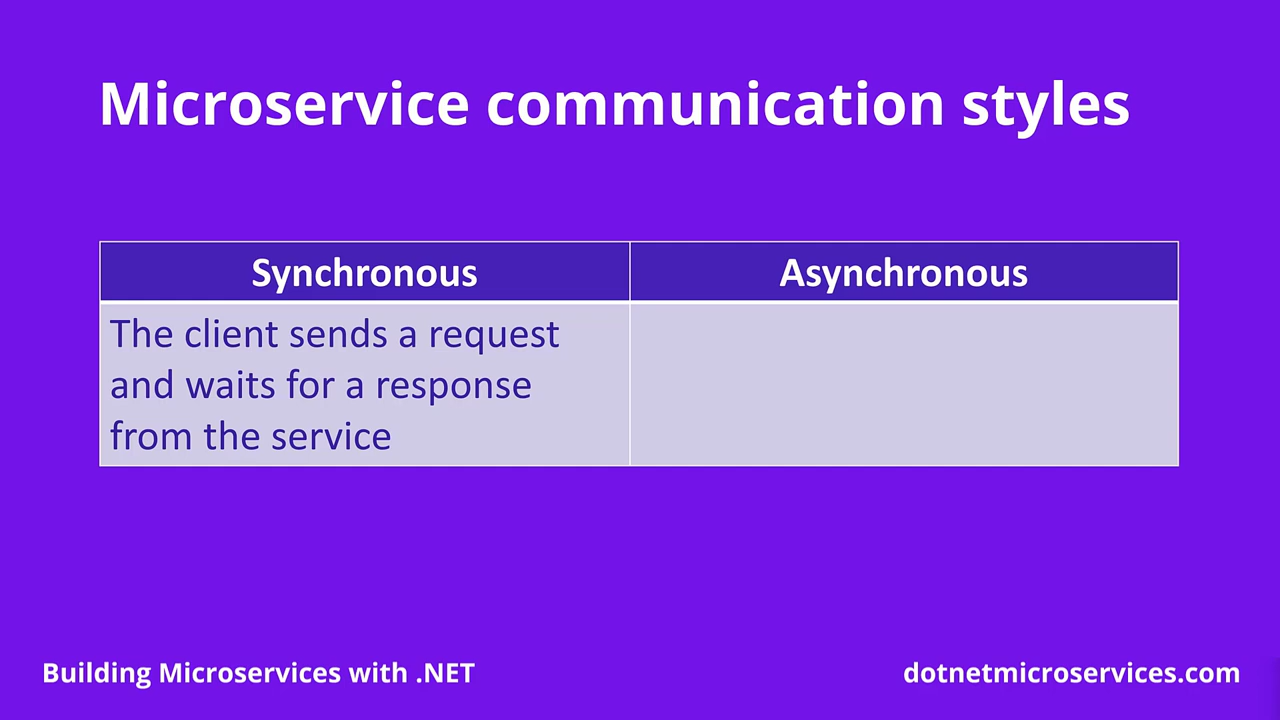 Microservice communication styles
Synchronous
Asynchronous
The client sends a request
and waits for a response
from the service
Building Microservices with .NET
dotnetmicroservices.com